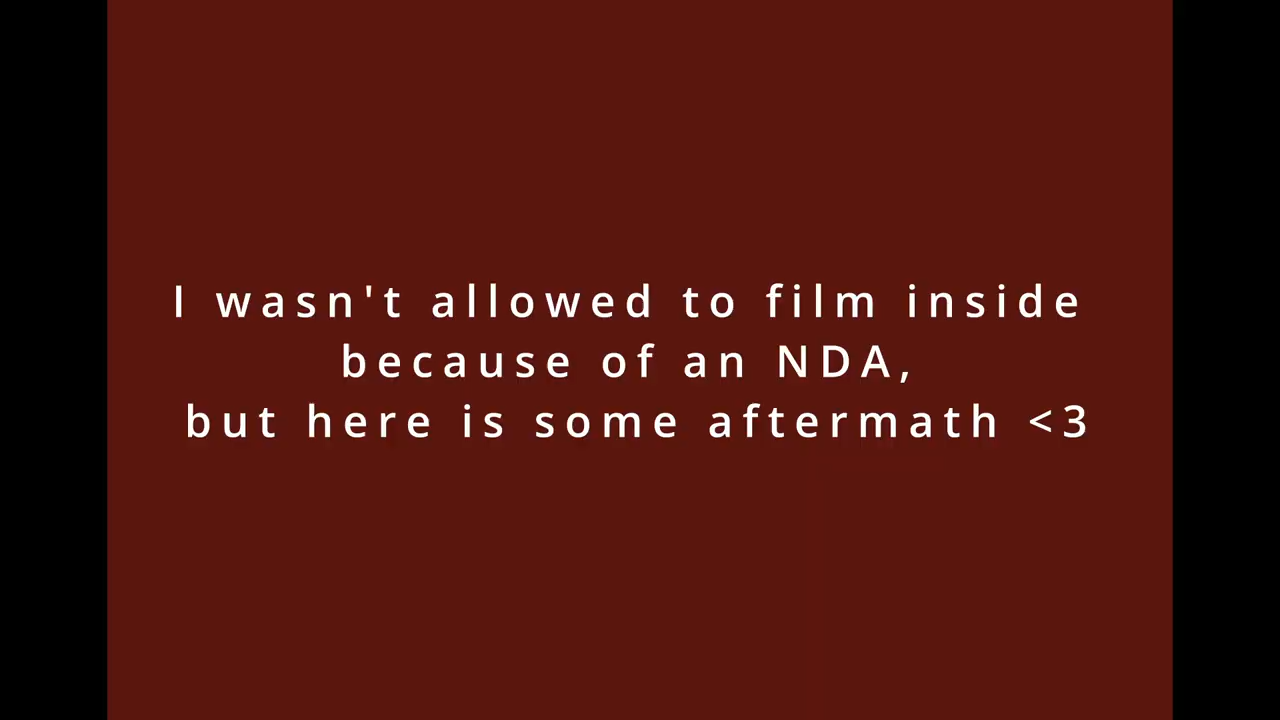 I wasn't allowed to film inside
because of an NDA,
but here is some aftermath <3